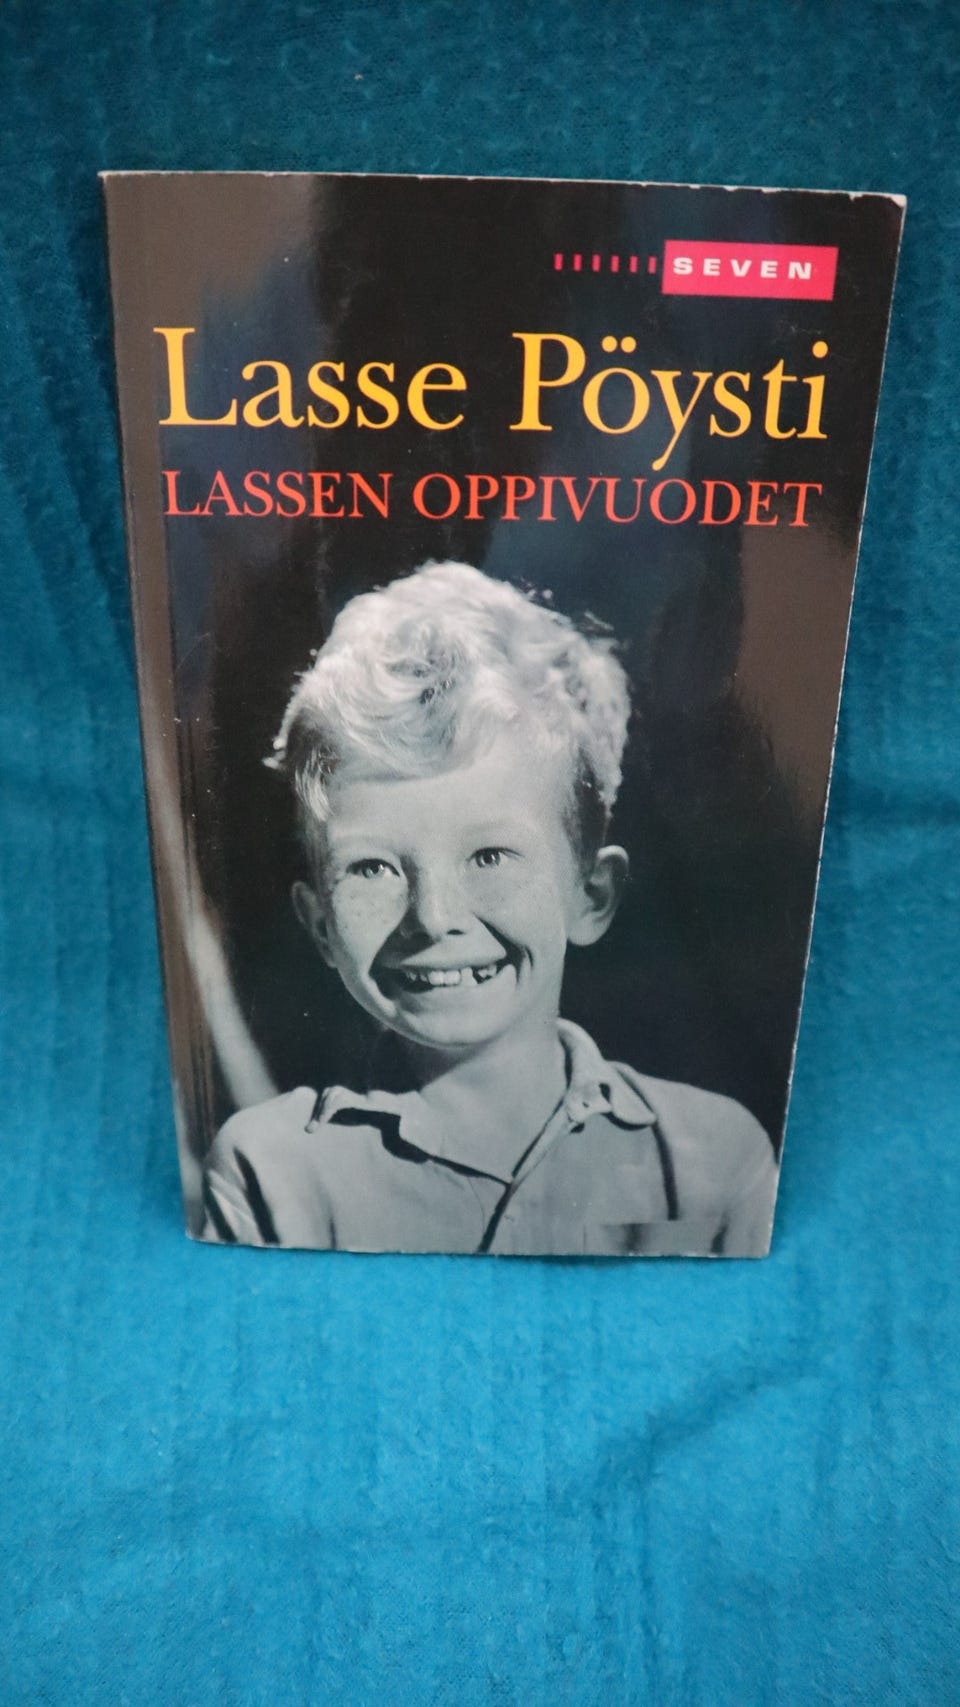 SEVEN
Lasse Pöysti
LASSEN OPPIVUODET